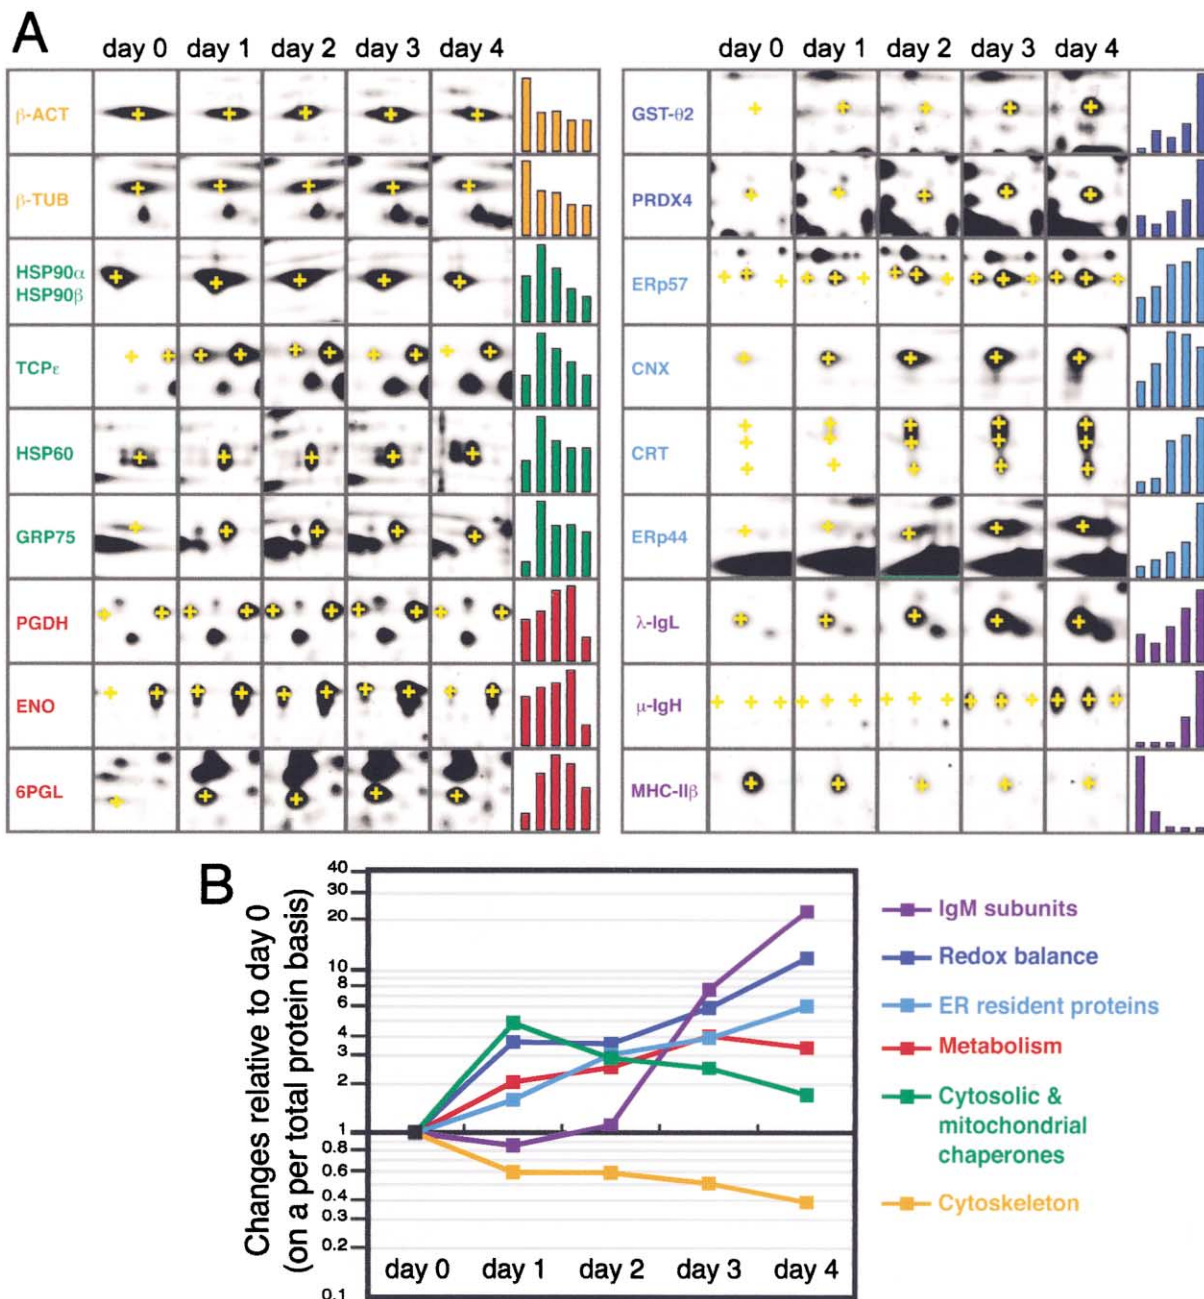 A
day 0 day 1 day 2 day 3 day 4
β-ACT
β-TUB
HSP90α
HSP90β
TCPε
HSP60
GRP75
PGDH
ENO
6PGL
day 0 day 1 day 2 day 3 day 4
GST-θ2
PRDX4
ERp57
CNX
CRT
ERp44
λ-IgL
μ-IgH
MHC-IIβ
B
Changes relative to day 0
(on a per total protein basis)
40
30
20
10
8
6
4
3
2
1
0.8
0.6
0.4
0.3
0.2
0.1
day 0 day 1 day 2 day 3 day 4
IgM subunits
Redox balance
ER resident proteins
Metabolism
Cytosolic &
mitochondrial
chaperones
Cytoskeleton